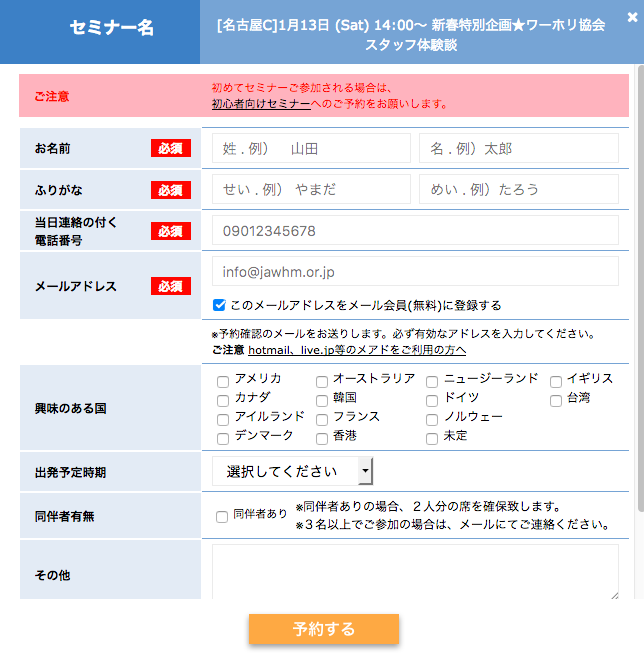 セミナー名
[名古屋C]1月13日 (Sat) 14:00〜 新春特別企画★ワーホリ協会
スタッフ体験談
×
ご注意
初めてセミナーご参加される場合は、
初心者向けセミナーへのご予約をお願いします。
お名前 必須 姓 . 例） 山田 名 . 例）太郎
ふりがな 必須 せい . 例） やまだ めい . 例）たろう
当日連絡の付く
電話番号 必須 09012345678
メールアドレス 必須 info@jawhm.or.jp
このメールアドレスをメール会員(無料)に登録する
※予約確認のメールをお送りします。必ず有効なアドレスを入力してください。
ご注意 hotmail、live.jp等のメアドをご利用の方へ
興味のある国
アメリカ オーストラリア ニュージーランド イギリス
カナダ 韓国 ドイツ 台湾
アイルランド フランス ノルウェー
デンマーク 香港 未定
出発予定時期 選択してください
同伴者有無 同伴者あり
※同伴者ありの場合、２人分の席を確保致します。
※３名以上でご参加の場合は、メールにてご連絡ください。
その他
予約する